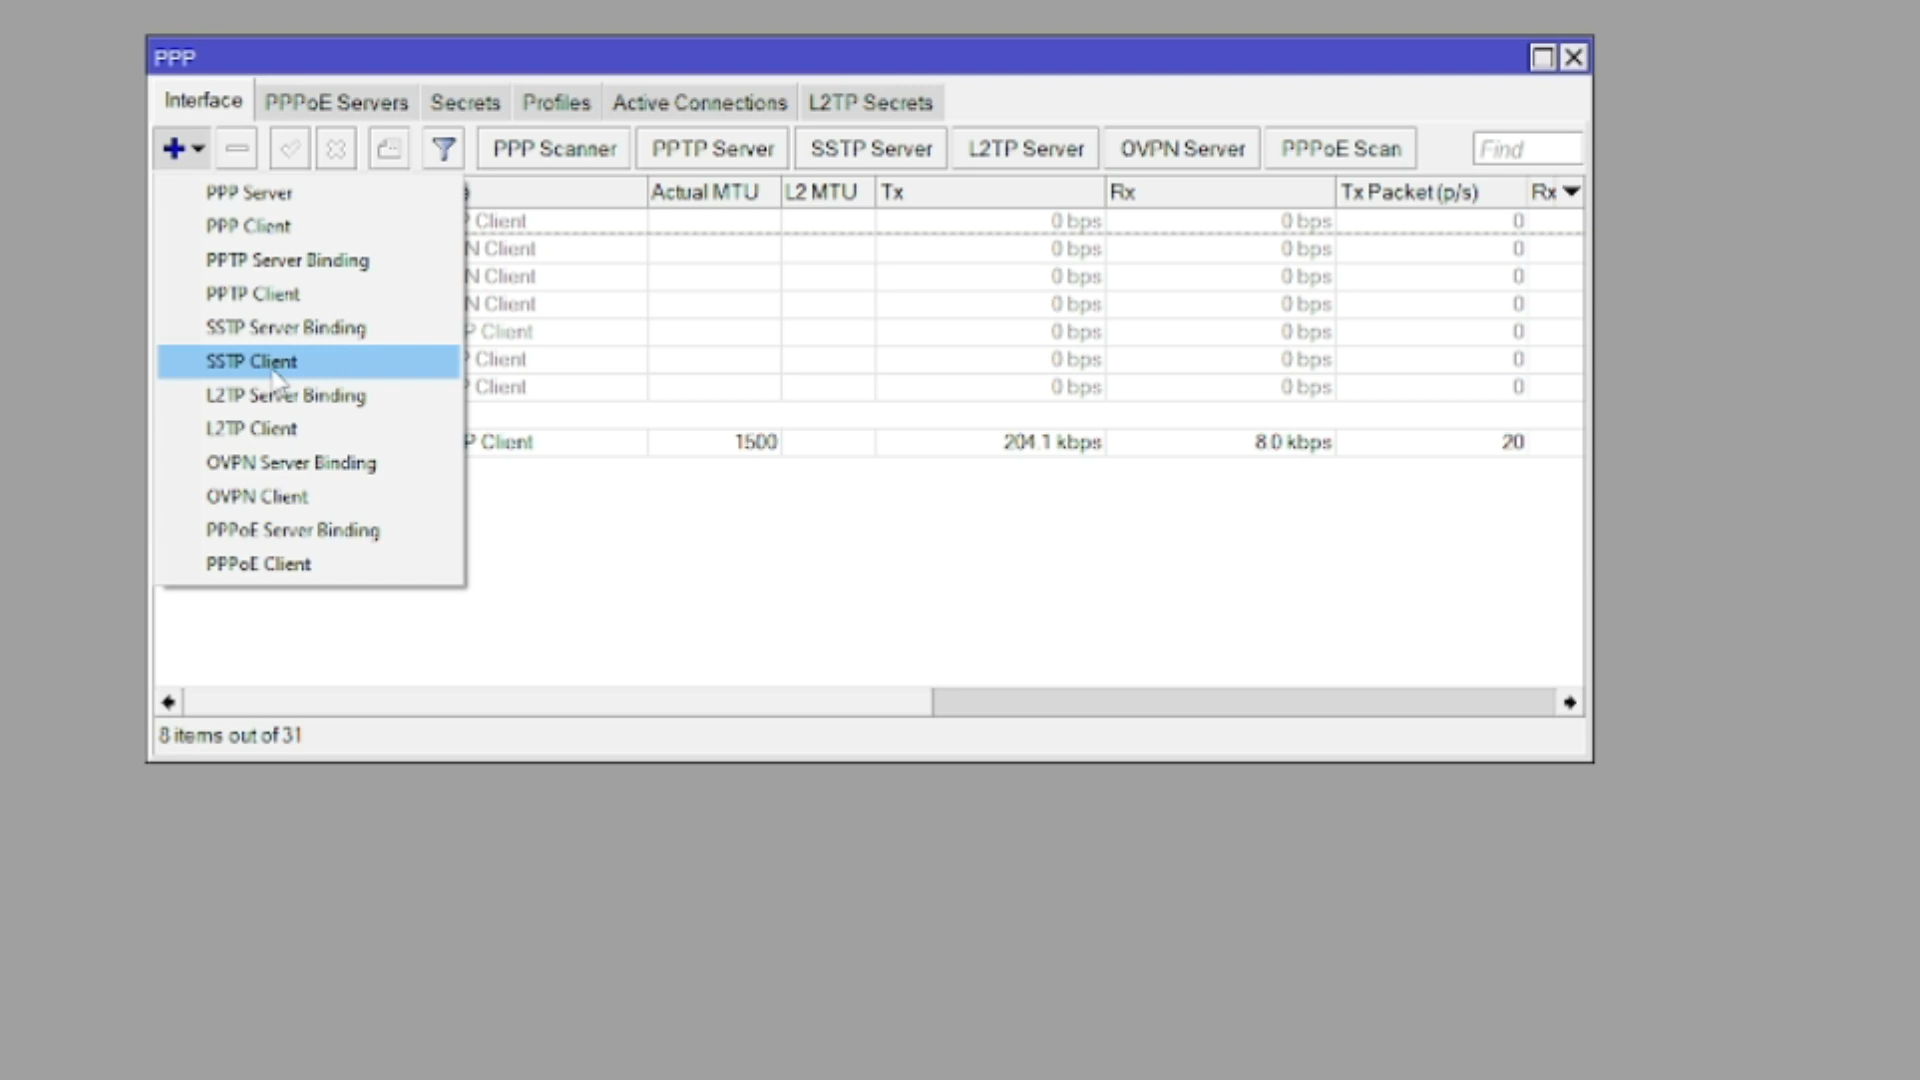 PPP
Interface PPPoE Servers Secrets Profiles Active Connections L2TP Secrets
PPP Scanner PPTP Server SSTP Server L2TP Server OVPN Server PPPoE Scan Find
Actual MTU L2 MTU Tx Rx Tx Packet (p/s) Rx
PPP Server
PPP Client
PPTP Server Binding
PPTP Client
SSTP Server Binding
SSTP Client
L2TP Server Binding
L2TP Client
OVPN Server Binding
OVPN Client
PPPoE Server Binding
PPPoE Client
P Client 0 bps 0 bps 0
N Client 0 bps 0 bps 0
N Client 0 bps 0 bps 0
N Client 0 bps 0 bps 0
P Client 0 bps 0 bps 0
P Client 0 bps 0 bps 0
P Client 0 bps 0 bps 0
P Client 1500 204.1 kbps 8.0 kbps 20
8 items out of 31